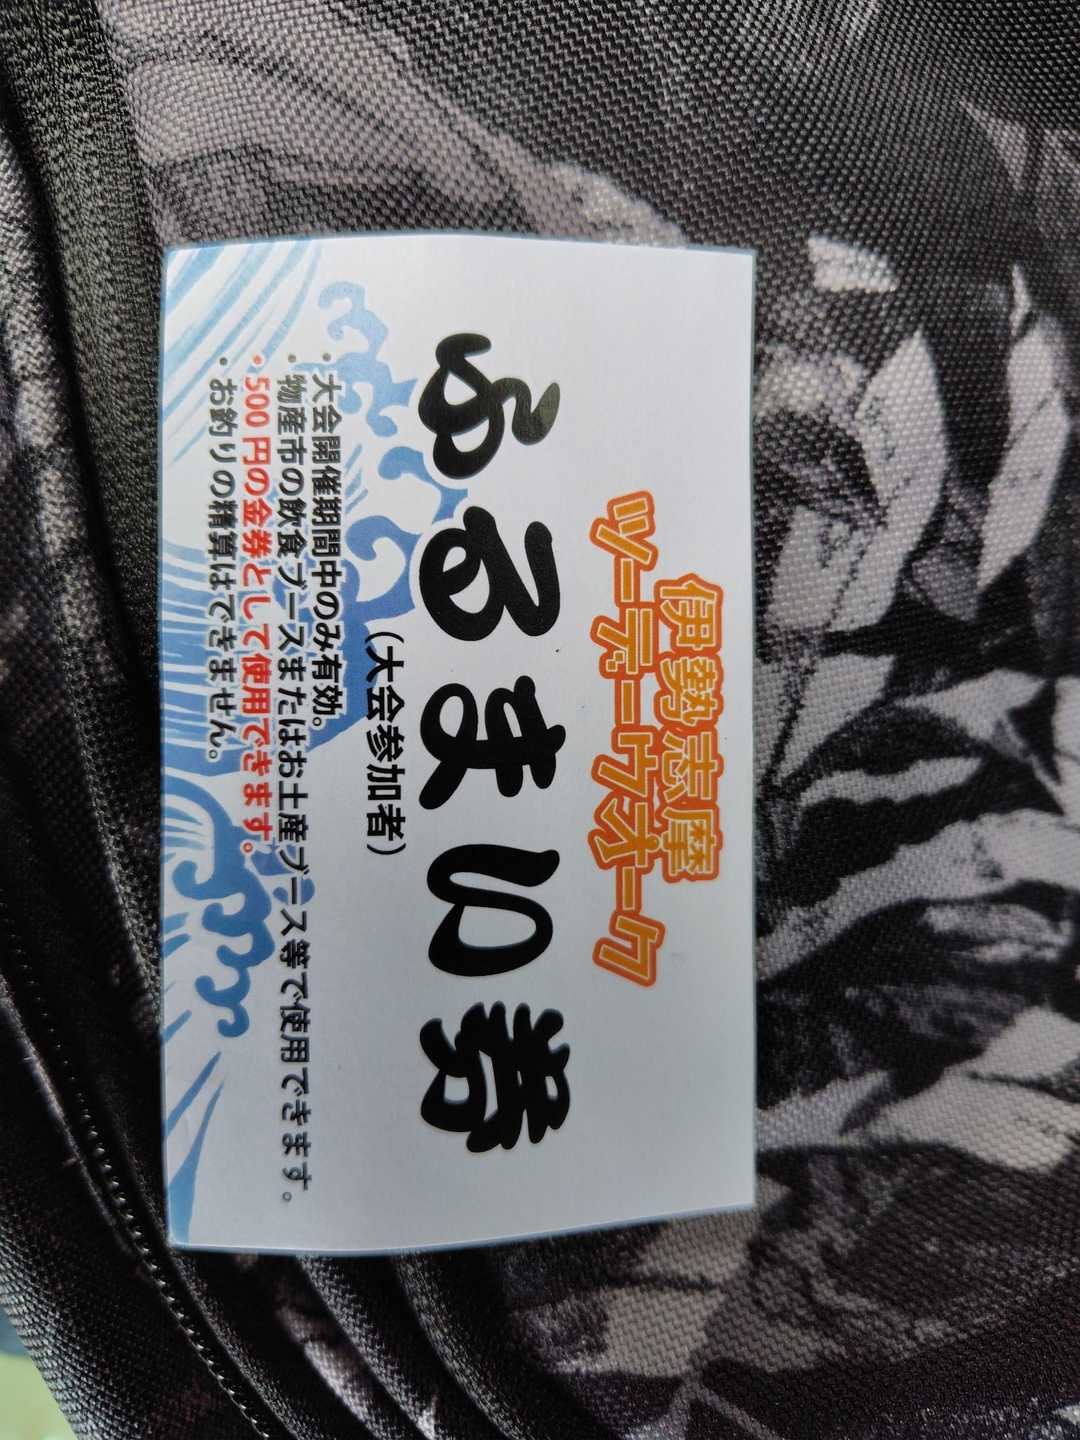 伊勢志摩
ツーデーウオーク
ふるまい券
（大会参加者）
・大会開催期間中のみ有効。
・物産市の飲食ブースまたはお土産ブース等で使用できます。
・500円の金券として使用できます。
・お釣りの精算はできません。